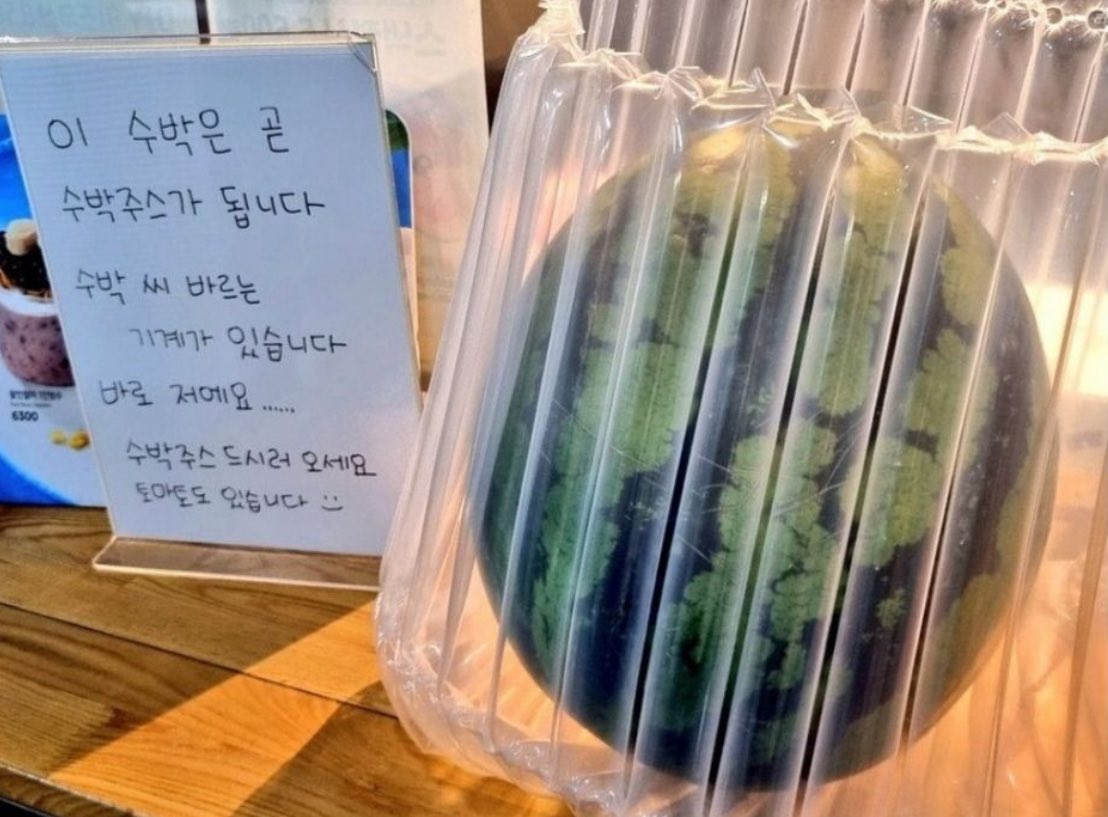 이 수박은 곧
수박주스가 됩니다
수박 씨 바르는
기계가 있습니다
바로 저예요 ......
수박주스 드시러 오세요
토마토도 있습니다 :)
6300